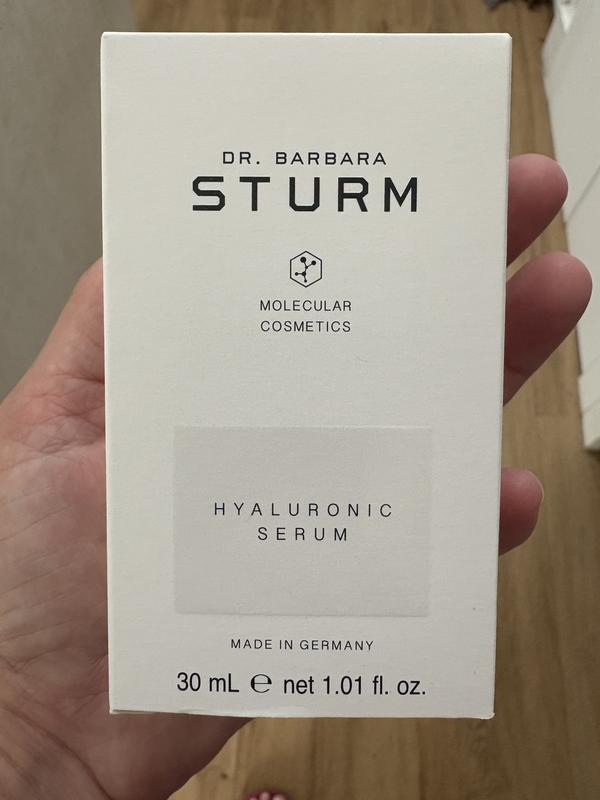 DR. BARBARA
STURM
MOLECULAR
COSMETICS
HYALURONIC
SERUM
MADE IN GERMANY
30 mL ℮ net 1.01 fl. oz.